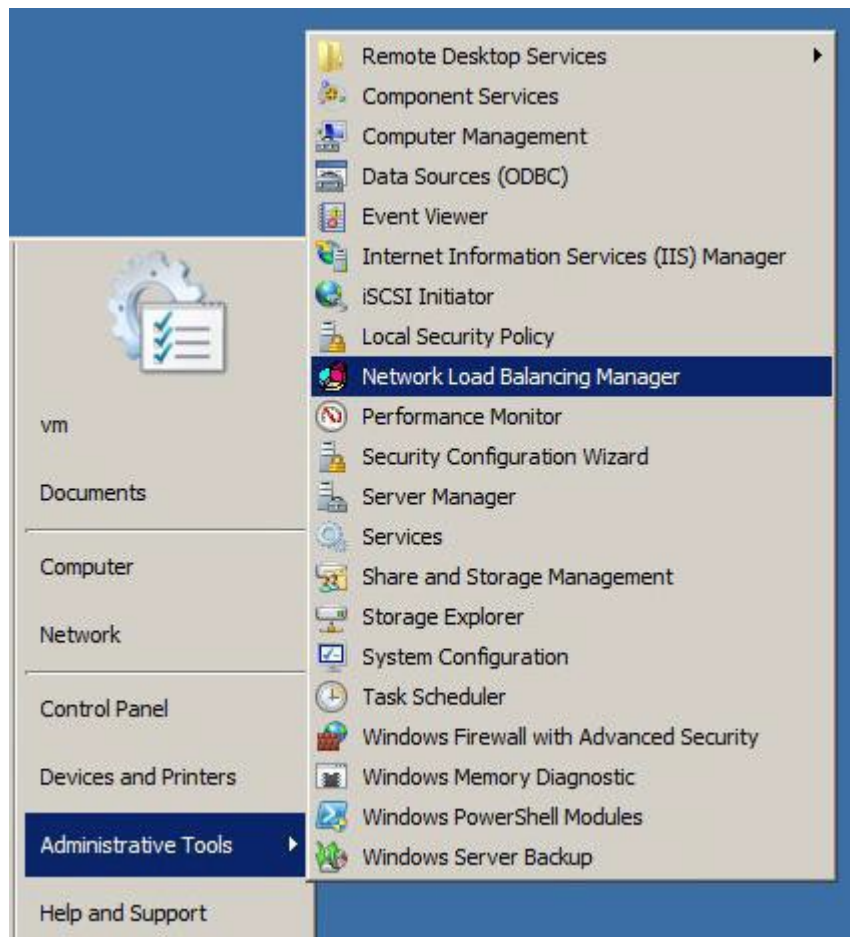 Remote Desktop Services
Component Services
Computer Management
Data Sources (ODBC)
Event Viewer
Internet Information Services (IIS) Manager
iSCSI Initiator
Local Security Policy
Network Load Balancing Manager
Performance Monitor
Security Configuration Wizard
Server Manager
Services
Share and Storage Management
Storage Explorer
System Configuration
Task Scheduler
Windows Firewall with Advanced Security
Windows Memory Diagnostic
Windows PowerShell Modules
Windows Server Backup
vm
Documents
Computer
Network
Control Panel
Devices and Printers
Administrative Tools
Help and Support